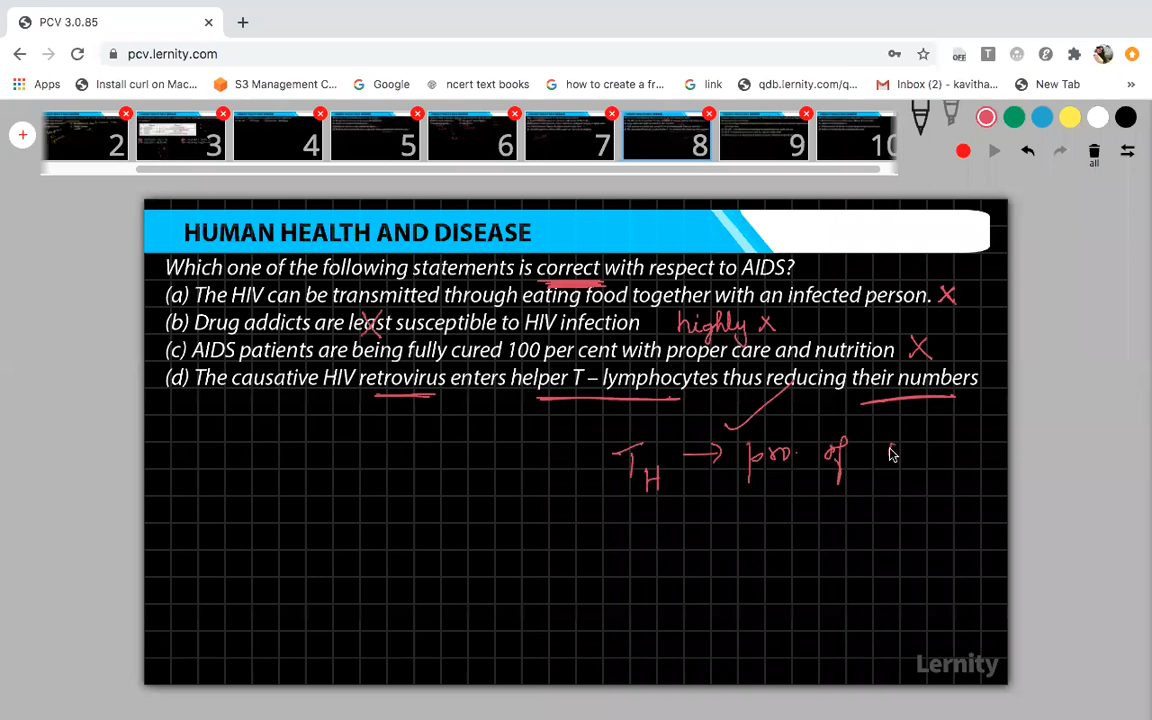 PCV 3.0.85
pcv.lernity.com
Apps Install curl on Mac... S3 Management C... Google ncert text books how to create a fr... link qdb.lernity.com/q... Inbox (2) - kavitha... New Tab »
OFF
2 3 4 5 6 7 8 9 10
all
HUMAN HEALTH AND DISEASE
Which one of the following statements is correct with respect to AIDS?
(a) The HIV can be transmitted through eating food together with an infected person. X
(b) Drug addicts are least susceptible to HIV infection highly x
(c) AIDS patients are being fully cured 100 per cent with proper care and nutrition X
(d) The causative HIV retrovirus enters helper T – lymphocytes thus reducing their numbers
TH → pro. of
Lernity